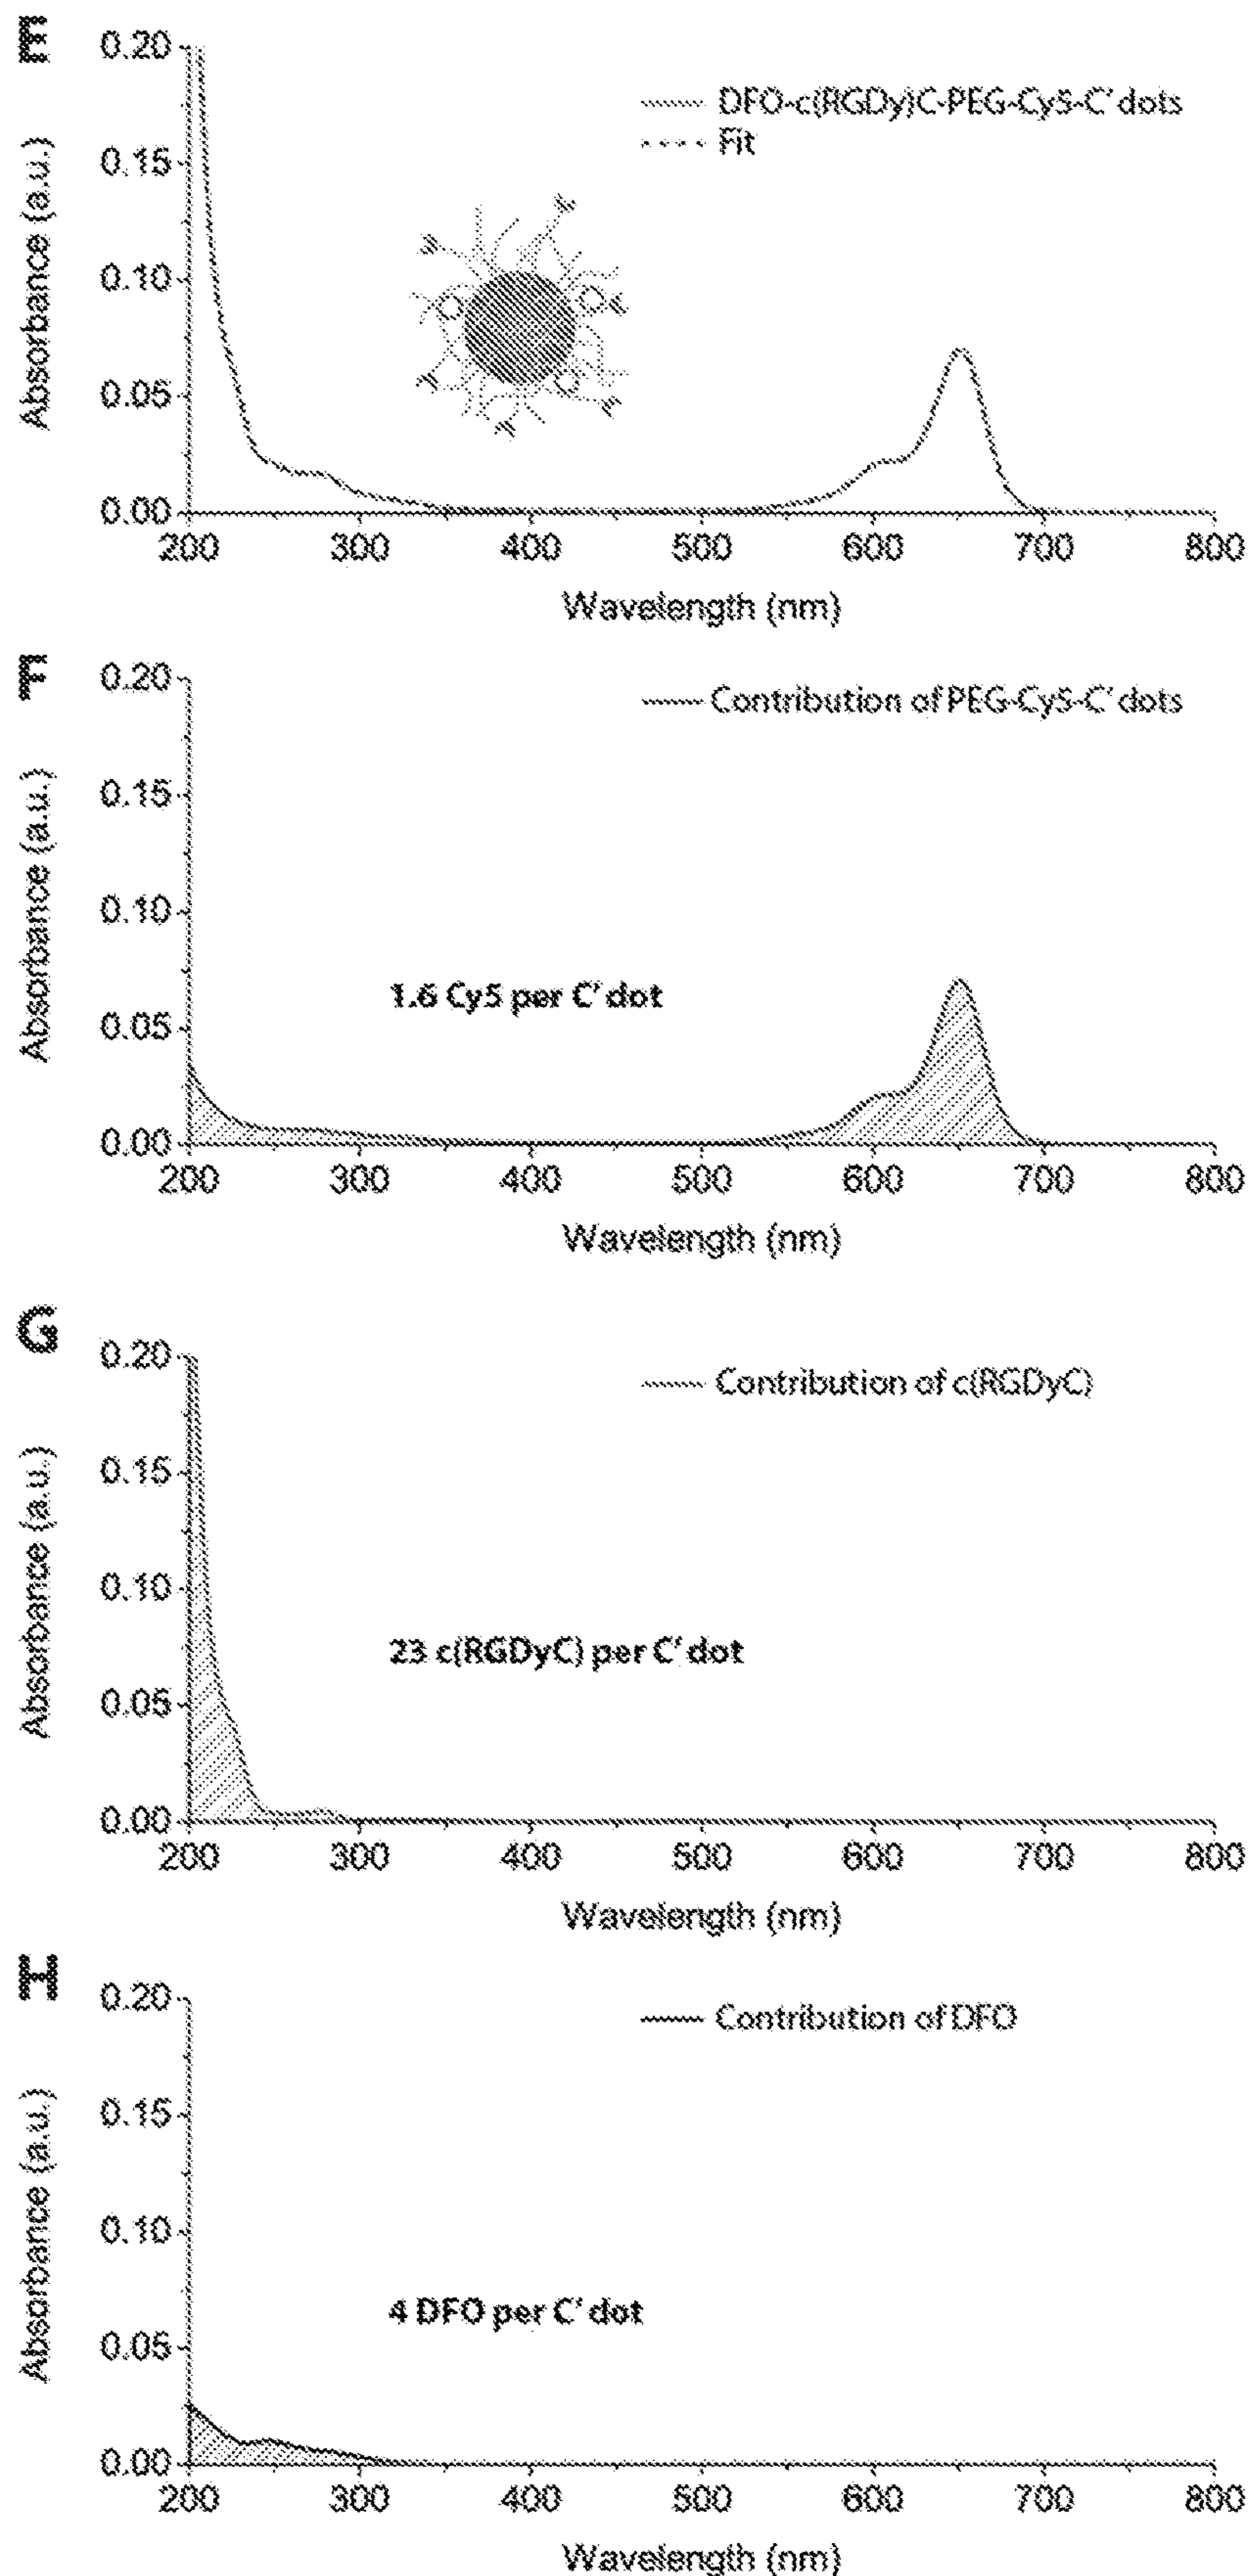 E
0.20
DFO-c(RGDy)C-PEG-Cy5-C' dots
Fit
0.15
Absorbance (a.u.)
0.10
0.05
0.00
200 300 400 500 600 700 800
Wavelength (nm)
F
0.20
Contribution of PEG-Cy5-C' dots
0.15
Absorbance (a.u.)
0.10
1.6 Cy5 per C' dot
0.05
0.00
200 300 400 500 600 700 800
Wavelength (nm)
G
0.20
Contribution of c(RGDyC)
0.15
Absorbance (a.u.)
0.10
23 c(RGDyC) per C' dot
0.05
0.00
200 300 400 500 600 700 800
Wavelength (nm)
H
0.20
Contribution of DFO
0.15
Absorbance (a.u.)
0.10
4 DFO per C' dot
0.05
0.00
200 300 400 500 600 700 800
Wavelength (nm)